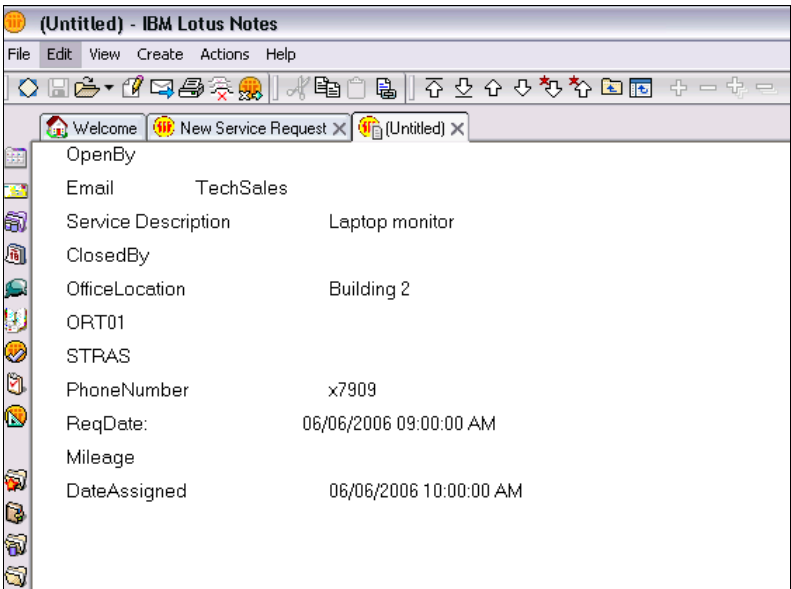 (Untitled) - IBM Lotus Notes
File Edit View Create Actions Help
Welcome New Service Request (Untitled)
OpenBy
Email TechSales
Service Description Laptop monitor
ClosedBy
OfficeLocation Building 2
ORT01
STRAS
PhoneNumber x7909
ReqDate: 06/06/2006 09:00:00 AM
Mileage
DateAssigned 06/06/2006 10:00:00 AM